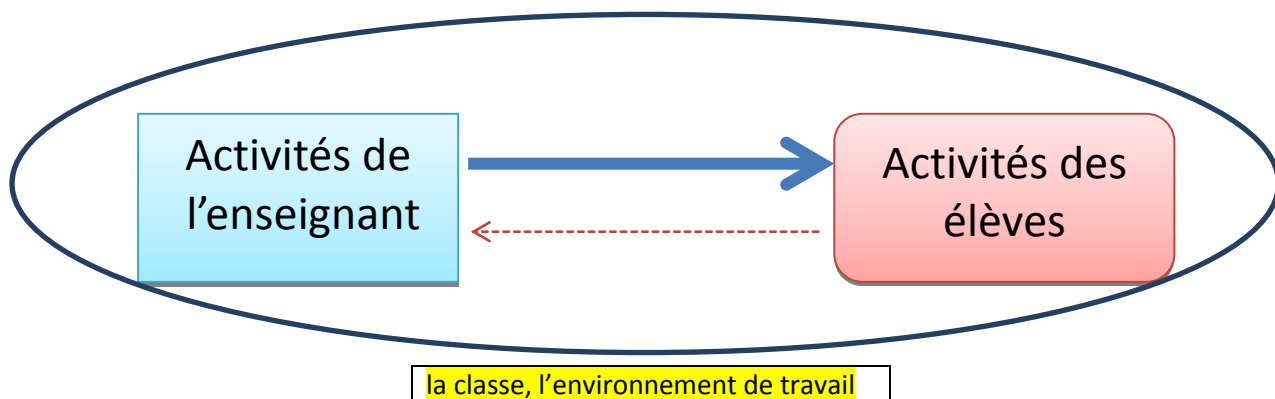 Activités de
l’enseignant
Activités des
élèves
la classe, l’environnement de travail